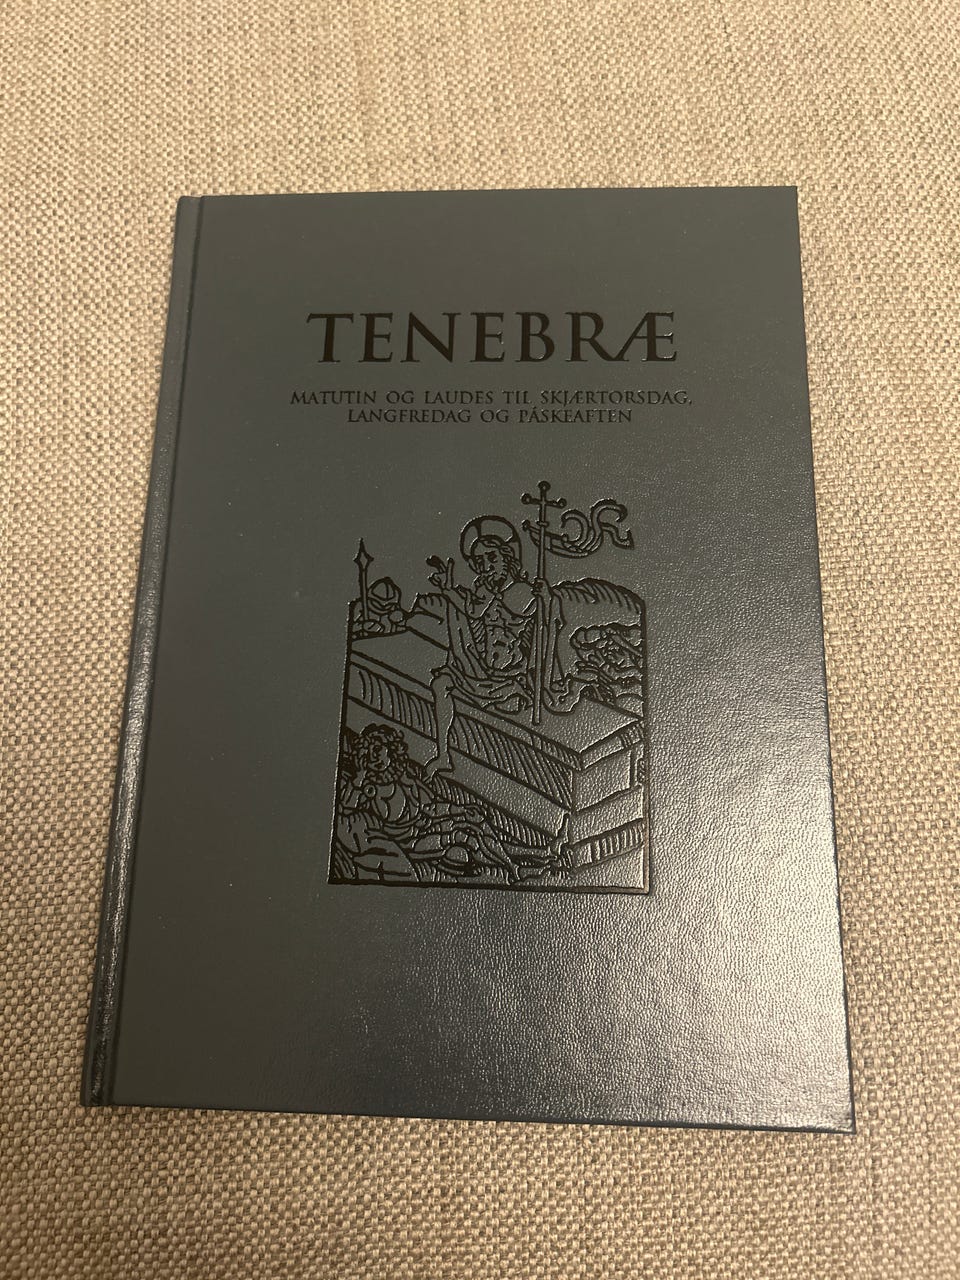 TENEBRÆ
MATUTIN OG LAUDES TIL SKJÆRTORSDAG,
LANGFREDAG OG PÅSKEAFTEN